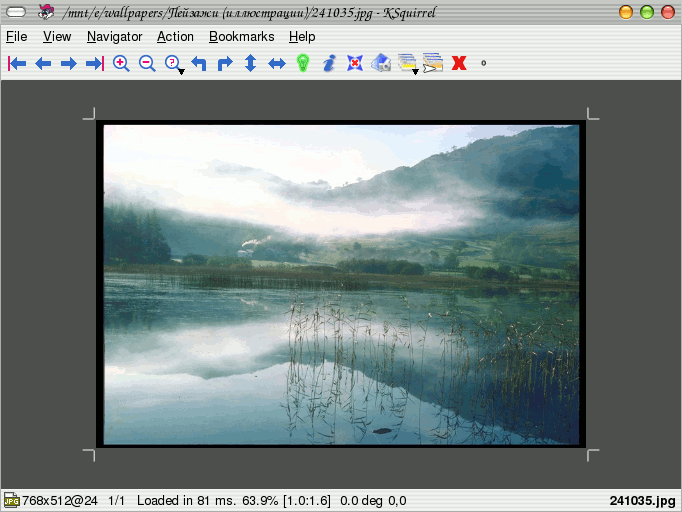 /mnt/e/wallpapers/Пейзажи (иллюстрации)/241035.jpg - KSquirrel
File View Navigator Action Bookmarks Help
JPG 768x512@24 1/1 Loaded in 81 ms. 63.9% [1.0:1.6] 0.0 deg 0,0 241035.jpg